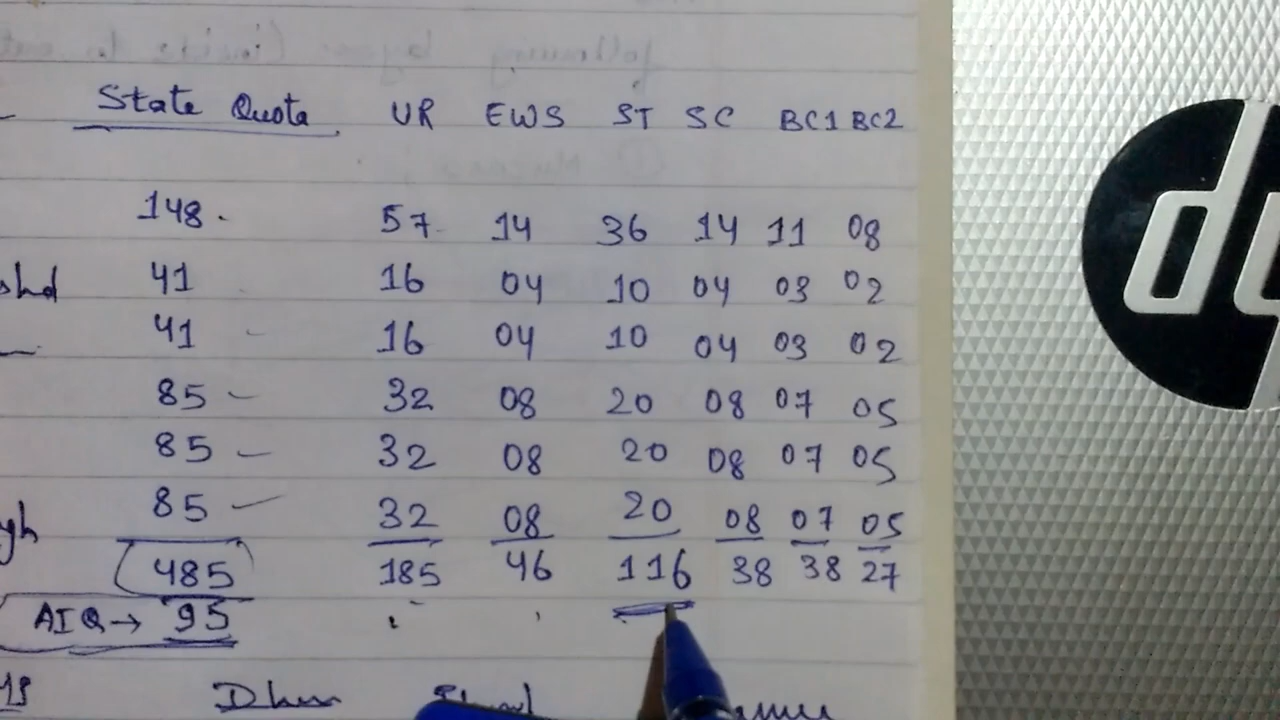 State Quota UR EWS ST SC BC1 BC2
148 57 14 36 14 11 08
41 16 04 10 04 03 02
41 16 04 10 04 03 02
85 32 08 20 08 07 05
85 32 08 20 08 07 05
85 32 08 20 08 07 05
485 185 46 116 38 38 27
AIQ → 95